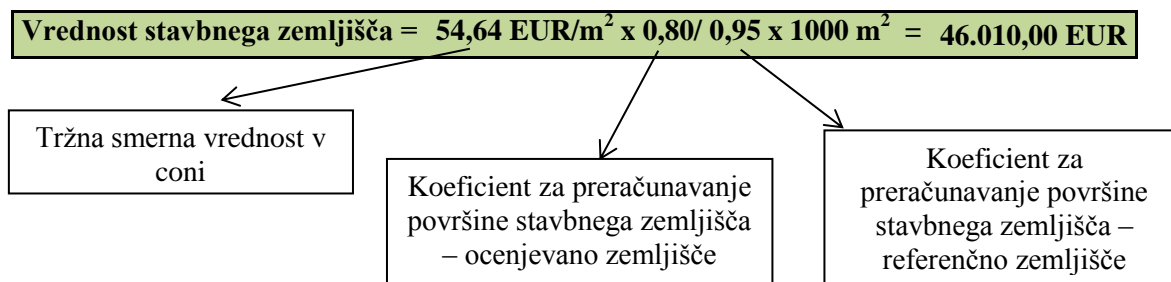 Vrednost stavbnega zemljišča = 54,64 EUR/m² x 0,80/ 0,95 x 1000 m² = 46.010,00 EUR
Tržna smerna vrednost v
coni
Koeficient za preračunavanje
površine stavbnega zemljišča
– ocenjevano zemljišče
Koeficient za
preračunavanje površine
stavbnega zemljišča –
referenčno zemljišče